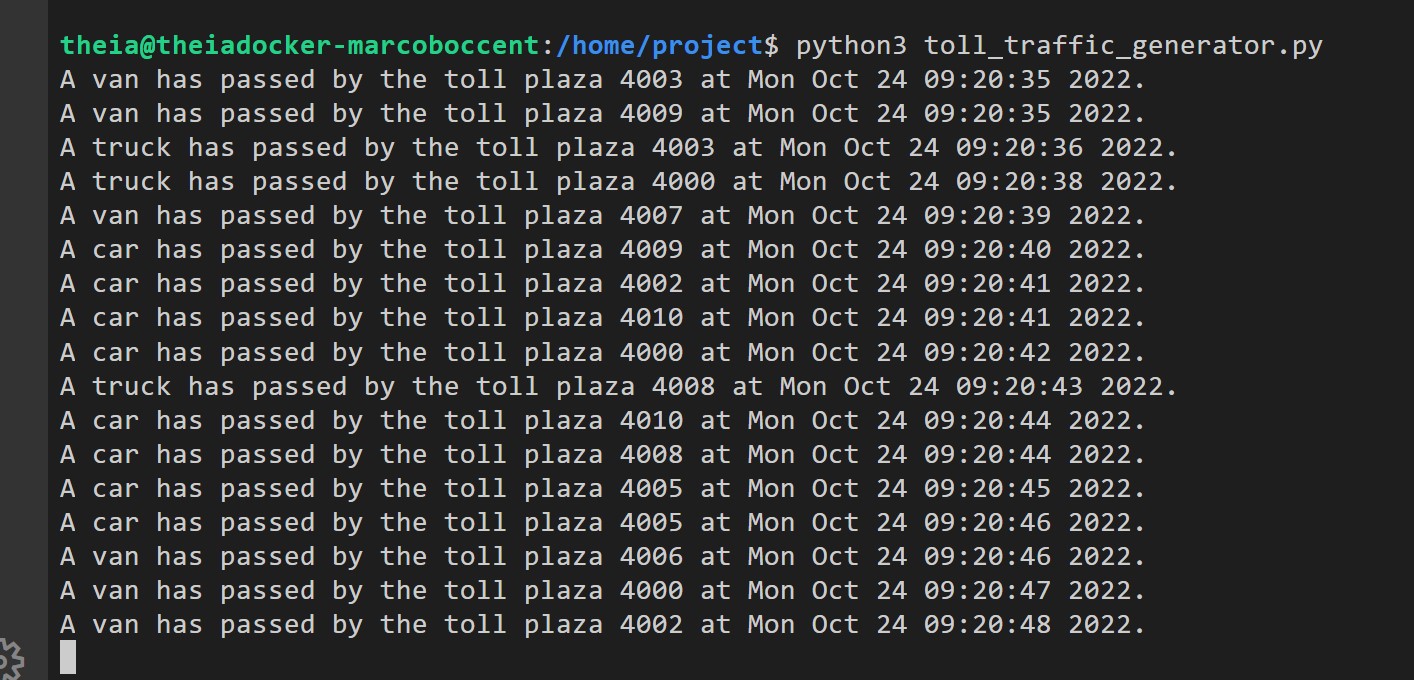 theia@theiadocker-marcoboccent:/home/project$ python3 toll_traffic_generator.py
A van has passed by the toll plaza 4003 at Mon Oct 24 09:20:35 2022.
A van has passed by the toll plaza 4009 at Mon Oct 24 09:20:35 2022.
A truck has passed by the toll plaza 4003 at Mon Oct 24 09:20:36 2022.
A truck has passed by the toll plaza 4000 at Mon Oct 24 09:20:38 2022.
A van has passed by the toll plaza 4007 at Mon Oct 24 09:20:39 2022.
A car has passed by the toll plaza 4009 at Mon Oct 24 09:20:40 2022.
A car has passed by the toll plaza 4002 at Mon Oct 24 09:20:41 2022.
A car has passed by the toll plaza 4010 at Mon Oct 24 09:20:41 2022.
A car has passed by the toll plaza 4000 at Mon Oct 24 09:20:42 2022.
A truck has passed by the toll plaza 4008 at Mon Oct 24 09:20:43 2022.
A car has passed by the toll plaza 4010 at Mon Oct 24 09:20:44 2022.
A car has passed by the toll plaza 4008 at Mon Oct 24 09:20:44 2022.
A car has passed by the toll plaza 4005 at Mon Oct 24 09:20:45 2022.
A car has passed by the toll plaza 4005 at Mon Oct 24 09:20:46 2022.
A van has passed by the toll plaza 4006 at Mon Oct 24 09:20:46 2022.
A van has passed by the toll plaza 4000 at Mon Oct 24 09:20:47 2022.
A van has passed by the toll plaza 4002 at Mon Oct 24 09:20:48 2022.